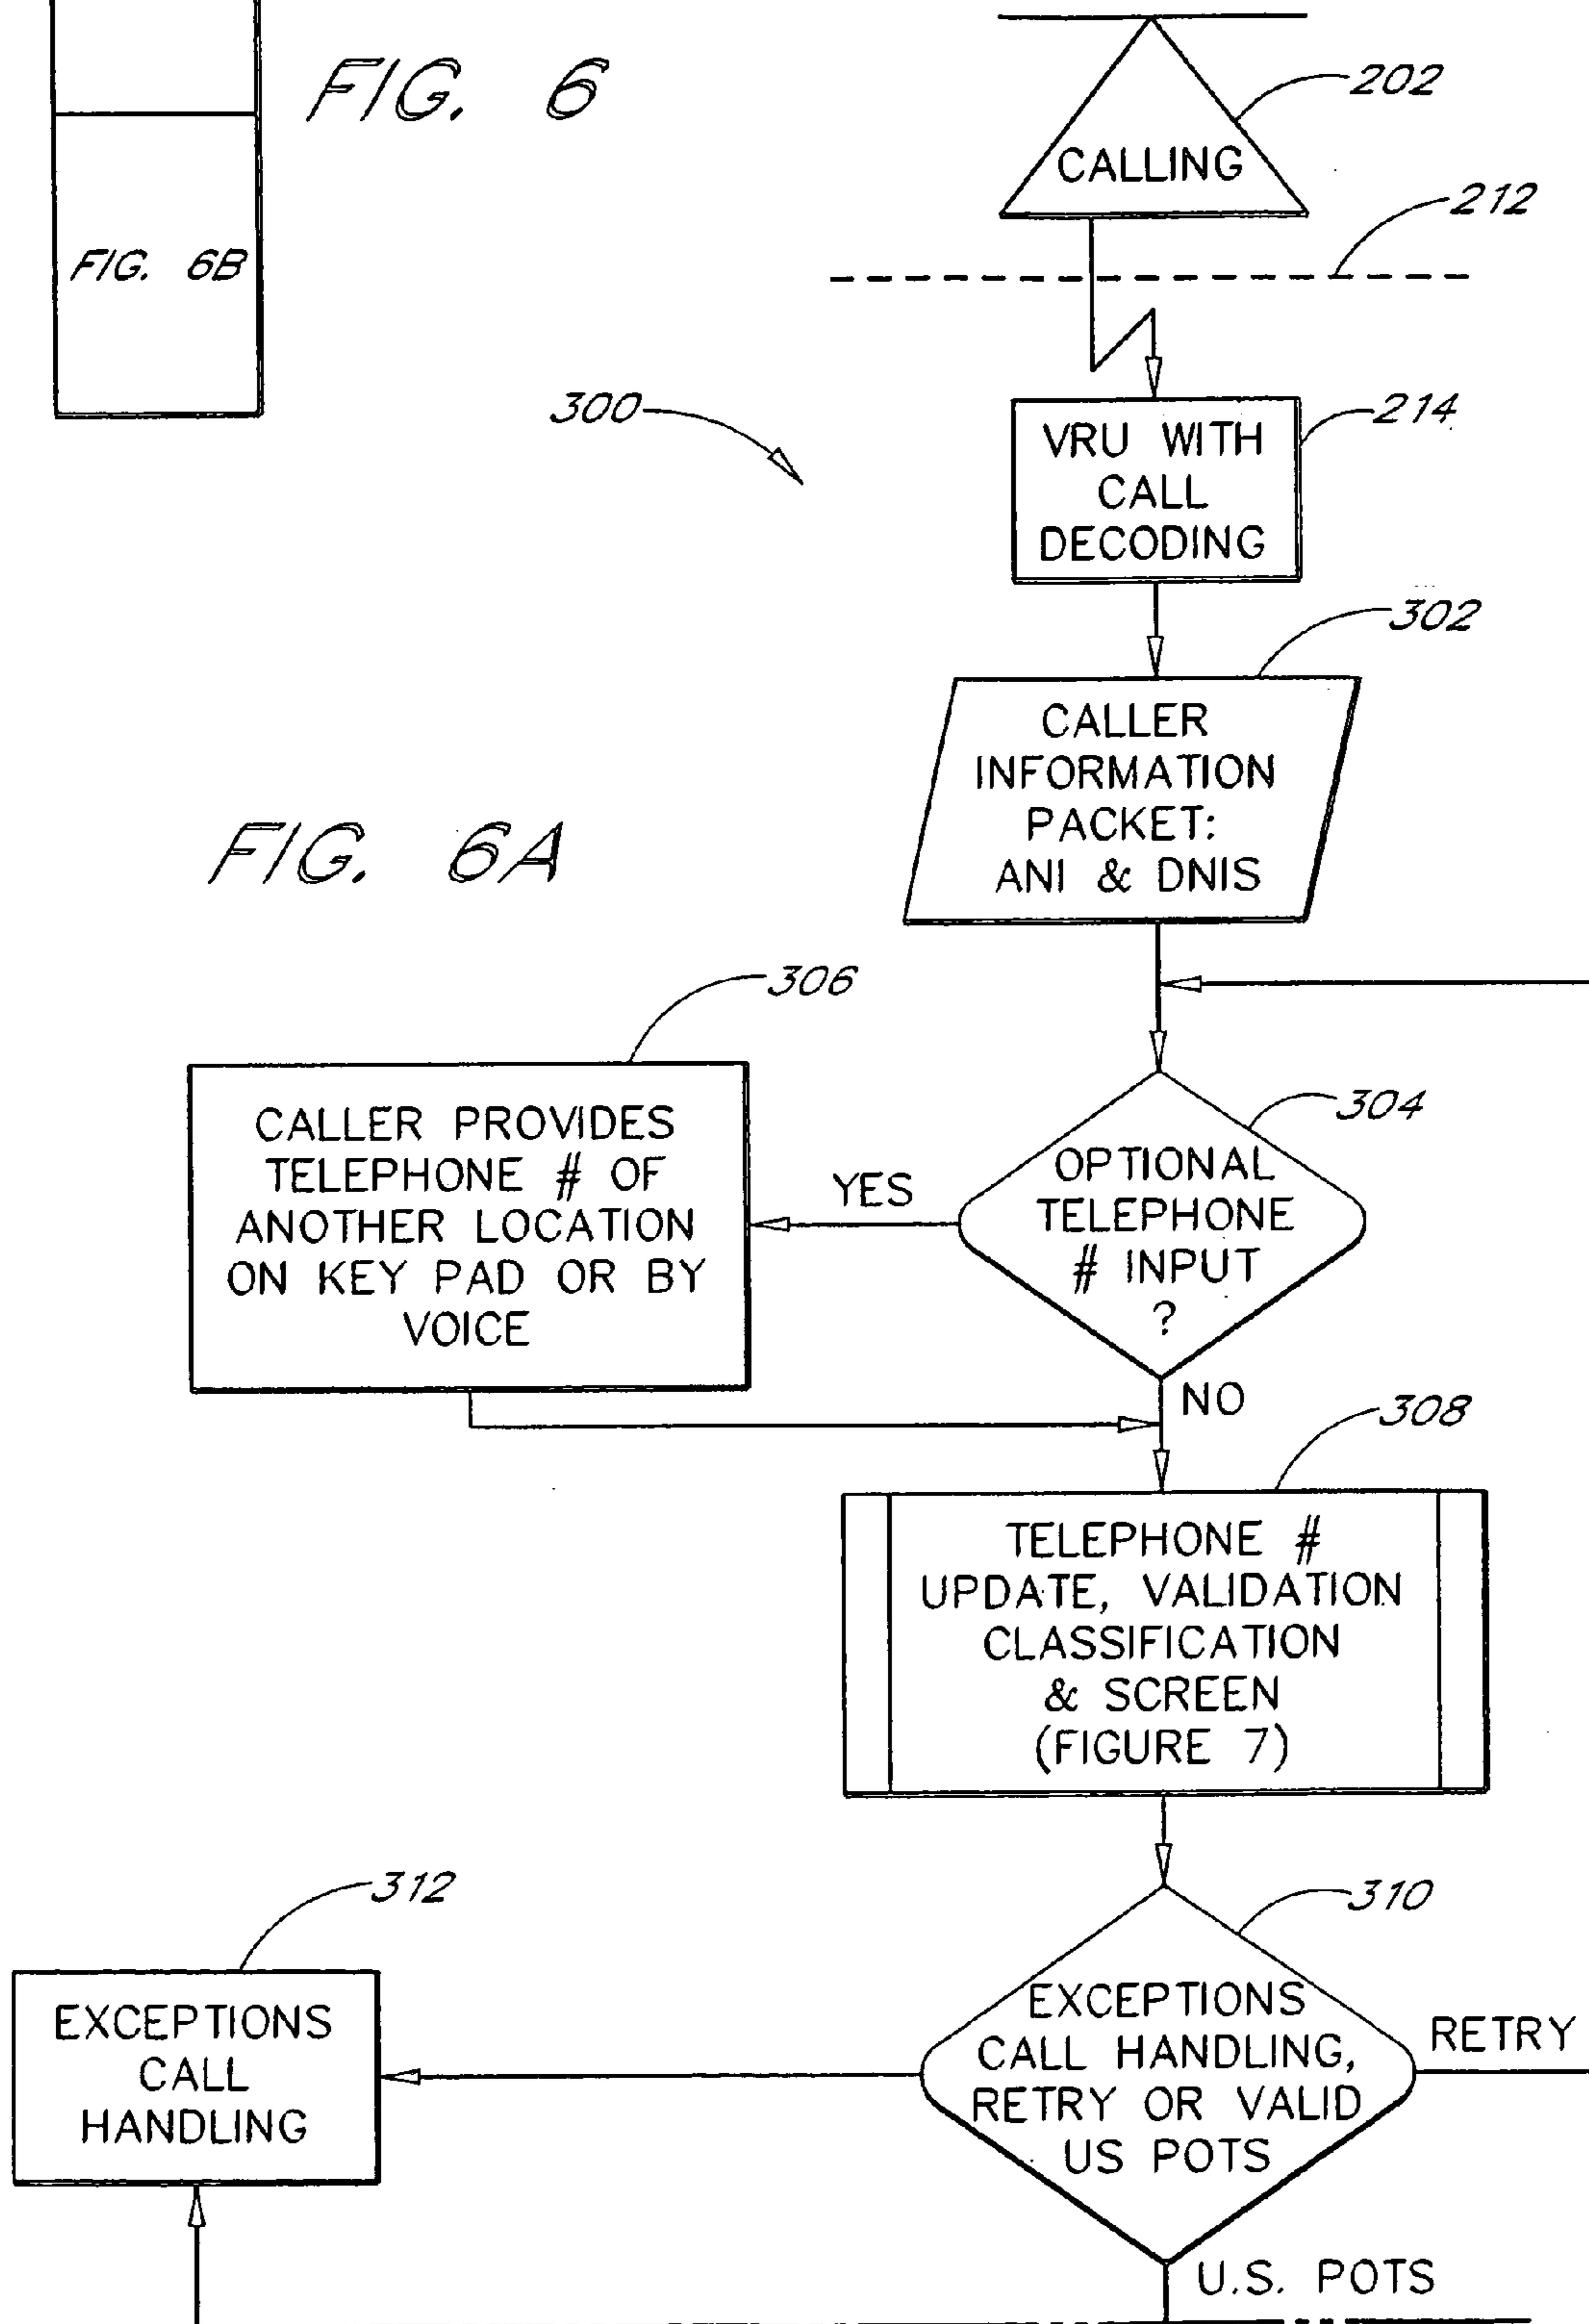 FIG. 6
FIG. 6B
202
CALLING
212
300
214
VRU WITH
CALL
DECODING
302
CALLER
INFORMATION
PACKET:
ANI & DNIS
FIG. 6A
306
CALLER PROVIDES
TELEPHONE # OF
ANOTHER LOCATION
ON KEY PAD OR BY
VOICE
YES
304
OPTIONAL
TELEPHONE
# INPUT
?
NO
308
TELEPHONE #
UPDATE, VALIDATION
CLASSIFICATION
& SCREEN
(FIGURE 7)
312
EXCEPTIONS
CALL
HANDLING
310
EXCEPTIONS
CALL HANDLING,
RETRY OR VALID
US POTS
RETRY
U.S. POTS